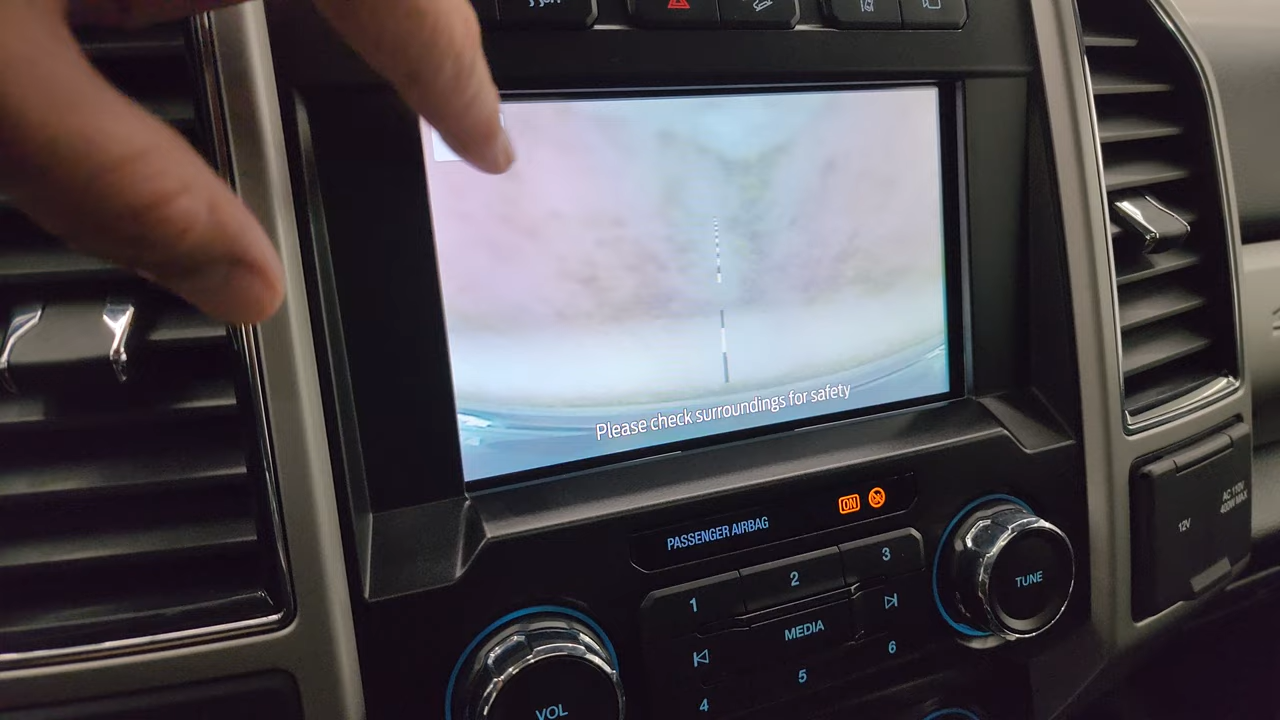 Please check surroundings for safety
PASSENGER AIRBAG
ON
1
2
3
MEDIA
4
5
6
VOL
TUNE
12V
AC 110V
400W MAX